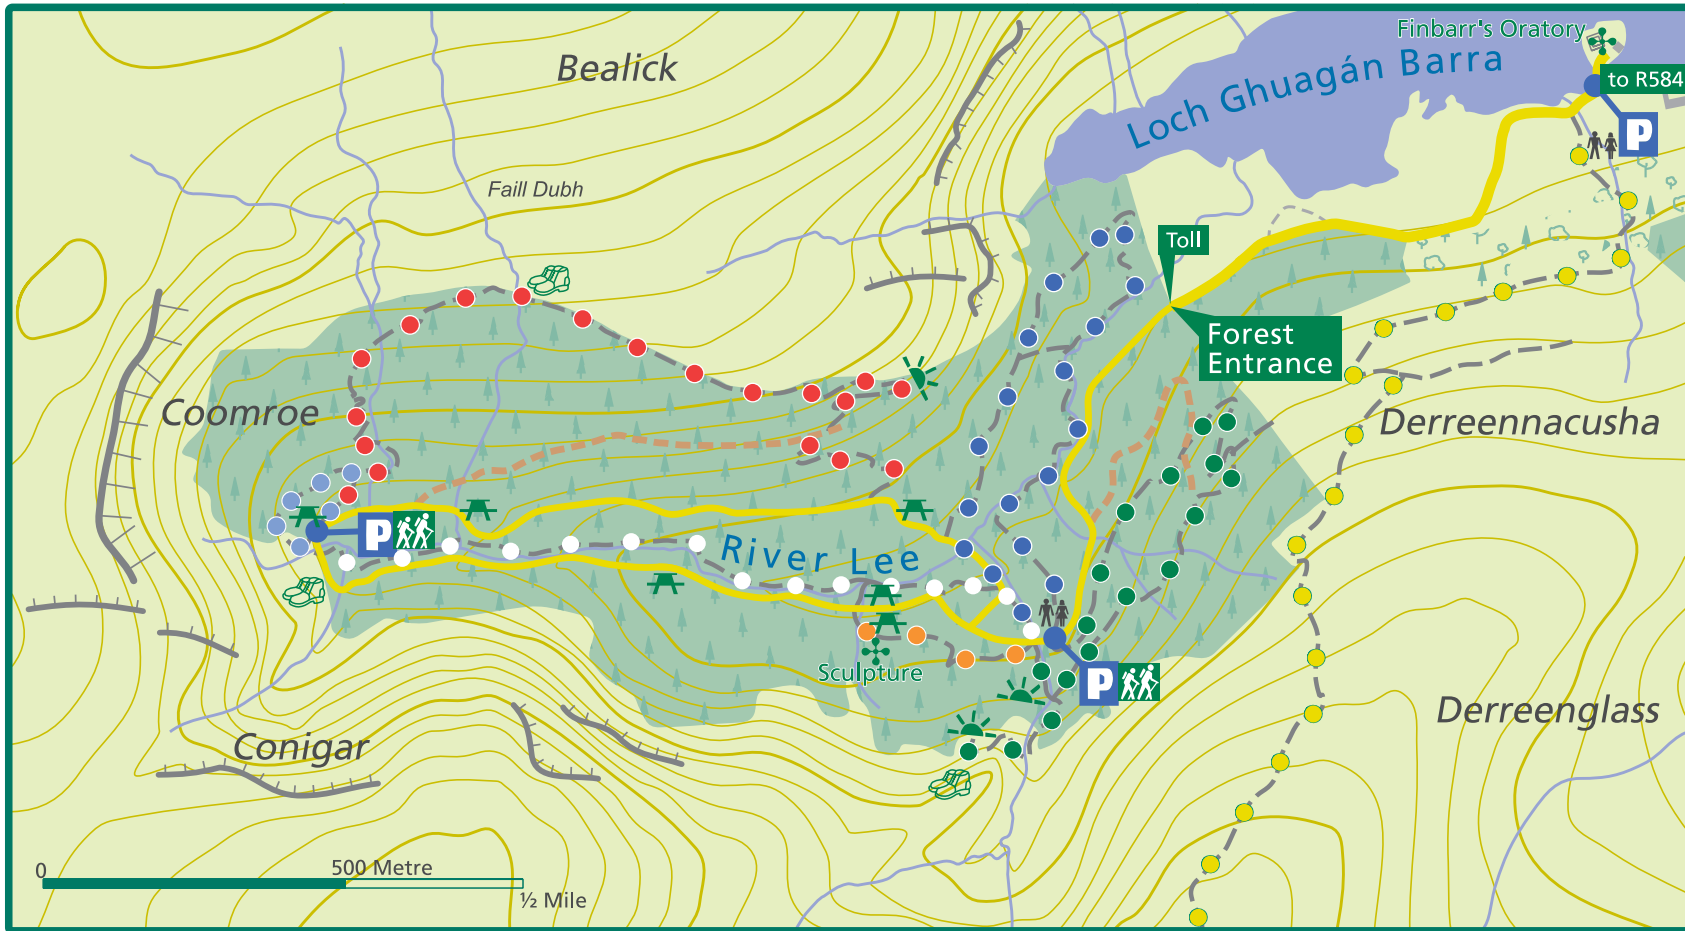 Finbarr's Oratory
Bealick
Loch Ghuagán Barra
to R584
P
Faill Dubh
Toll
Forest
Entrance
Coomroe
Derreennacusha
P
River Lee
Sculpture
P
Derreenglass
Conigar
0
500 Metre
½ Mile